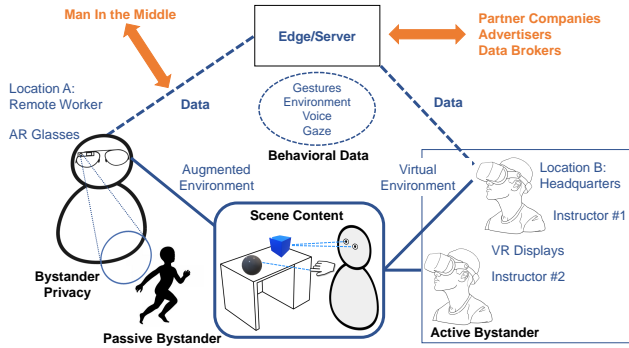 Man In the Middle
Edge/Server
Partner Companies
Advertisers
Data Brokers
Location A:
Remote Worker
AR Glasses
Data
Gestures
Environment
Voice
Gaze
Behavioral Data
Data
Augmented
Environment
Virtual
Environment
Location B:
Headquarters
Instructor #1
Scene Content
VR Displays
Instructor #2
Bystander
Privacy
Passive Bystander
Active Bystander